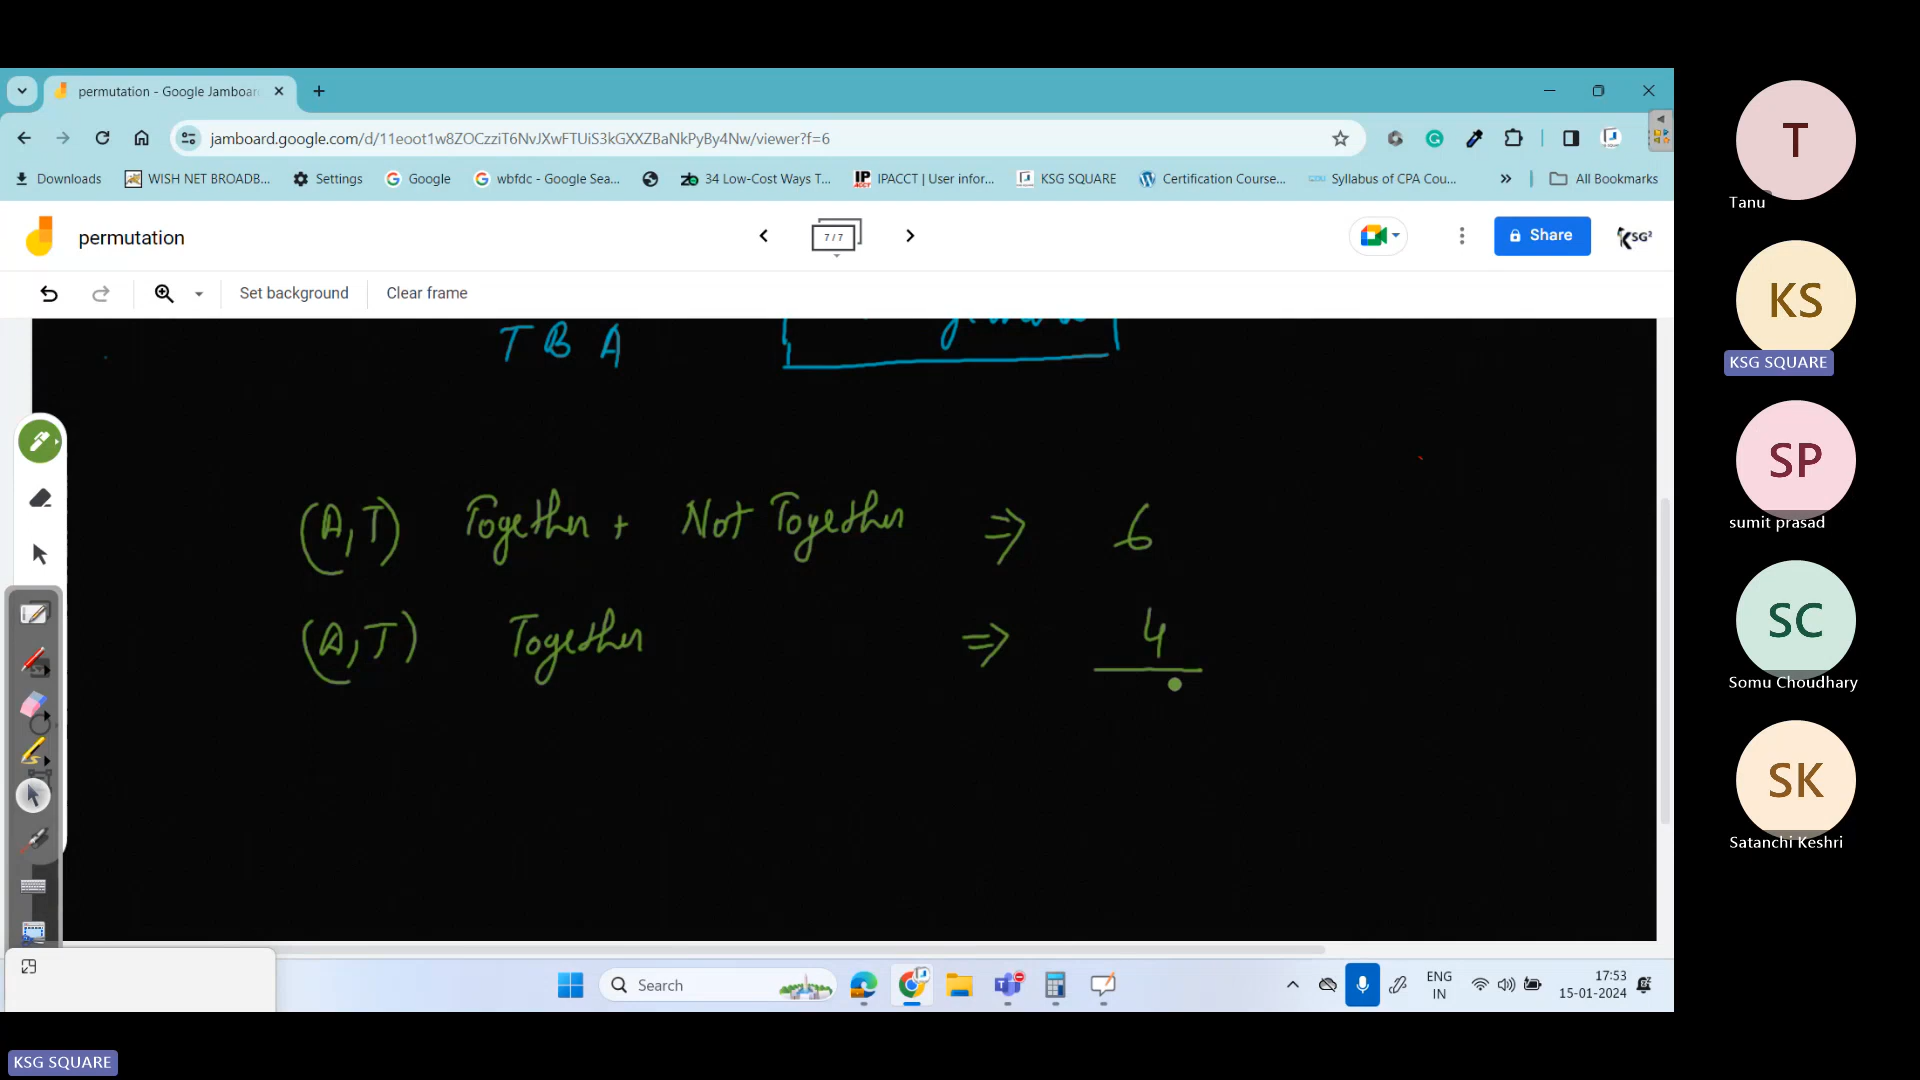 permutation - Google Jamboar
jamboard.google.com/d/11eoot1w8ZOCzziT6NvJXwFTUiS3kGXXZBaNkPyBy4Nw/viewer?f=6
Downloads WISH NET BROADB... Settings Google wbfdc - Google Sea... 34 Low-Cost Ways T... IPACCT | User infor... KSG SQUARE Certification Course... Syllabus of CPA Cou... » All Bookmarks
permutation 7 / 7 Share KSG²
Set background Clear frame
T B A
(A,T) Together + Not Together => 6
(A,T) Together => 4
Search ENG IN 17:53 15-01-2024
T
Tanu
KS
KSG SQUARE
SP
sumit prasad
SC
Somu Choudhary
SK
Satanchi Keshri
KSG SQUARE